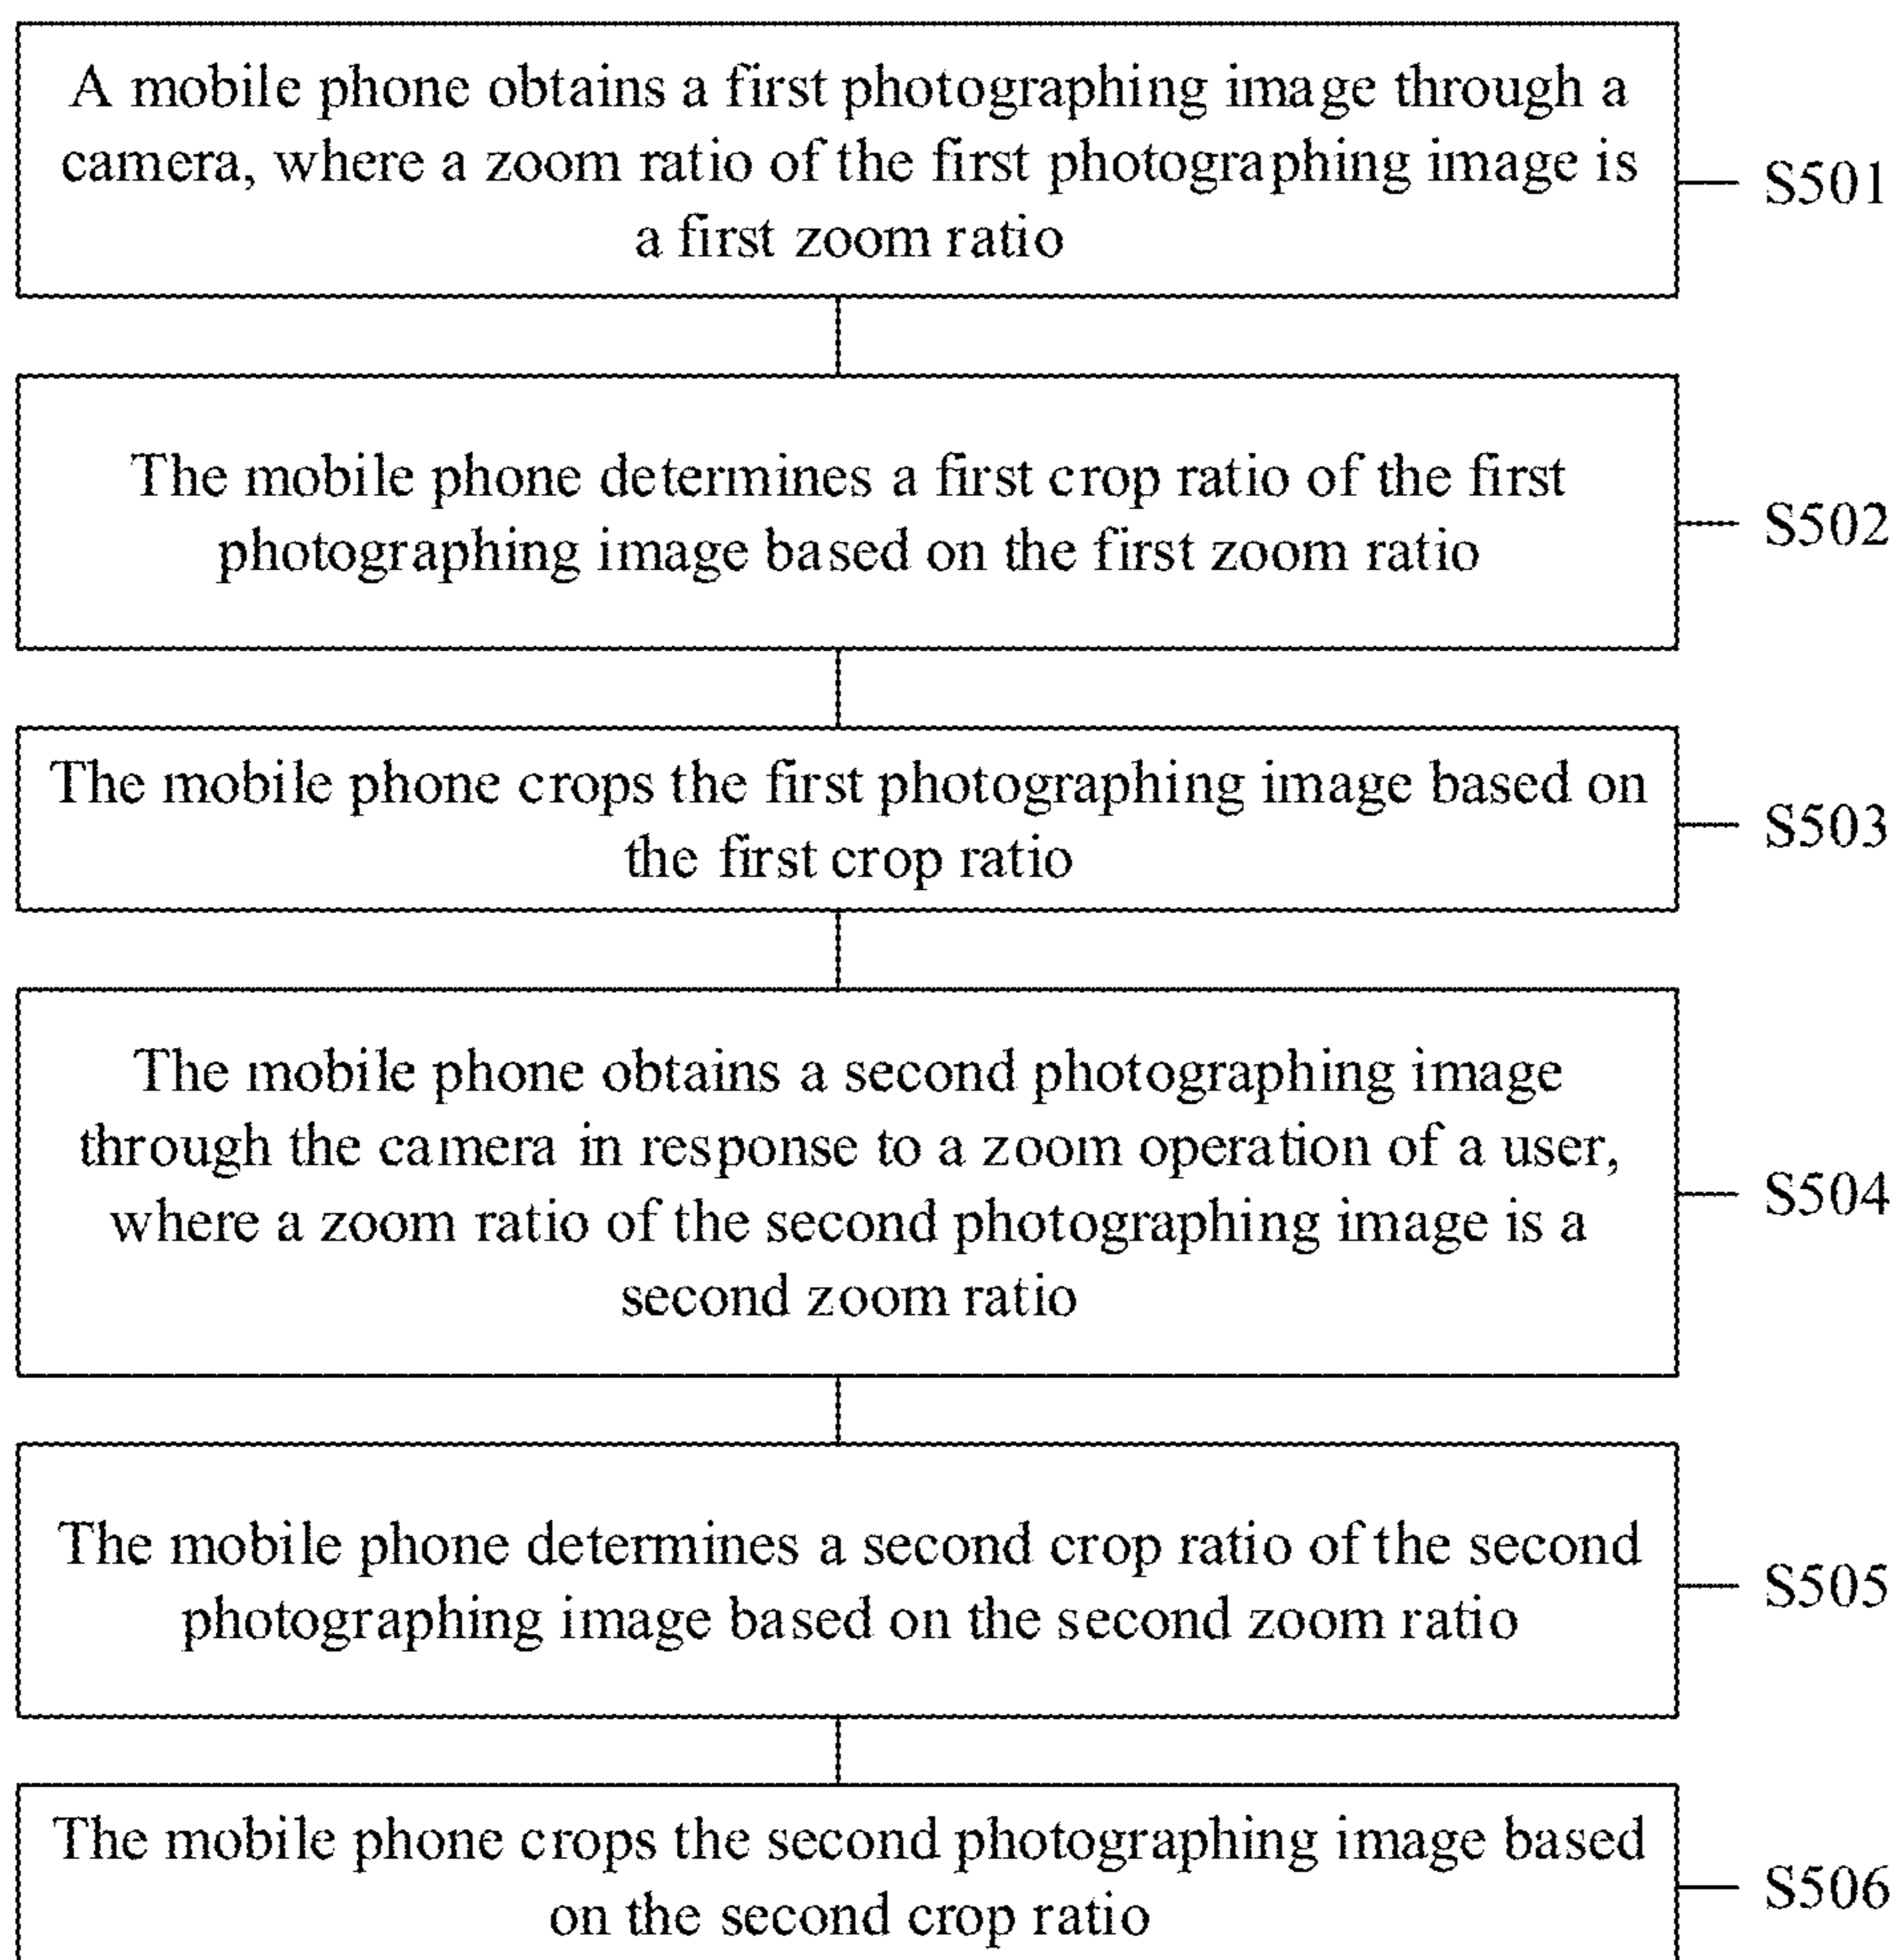 A mobile phone obtains a first photographing image through a
camera, where a zoom ratio of the first photographing image is
a first zoom ratio
S501
The mobile phone determines a first crop ratio of the first
photographing image based on the first zoom ratio
S502
The mobile phone crops the first photographing image based on
the first crop ratio
S503
The mobile phone obtains a second photographing image
through the camera in response to a zoom operation of a user,
where a zoom ratio of the second photographing image is a
second zoom ratio
S504
The mobile phone determines a second crop ratio of the second
photographing image based on the second zoom ratio
S505
The mobile phone crops the second photographing image based
on the second crop ratio
S506